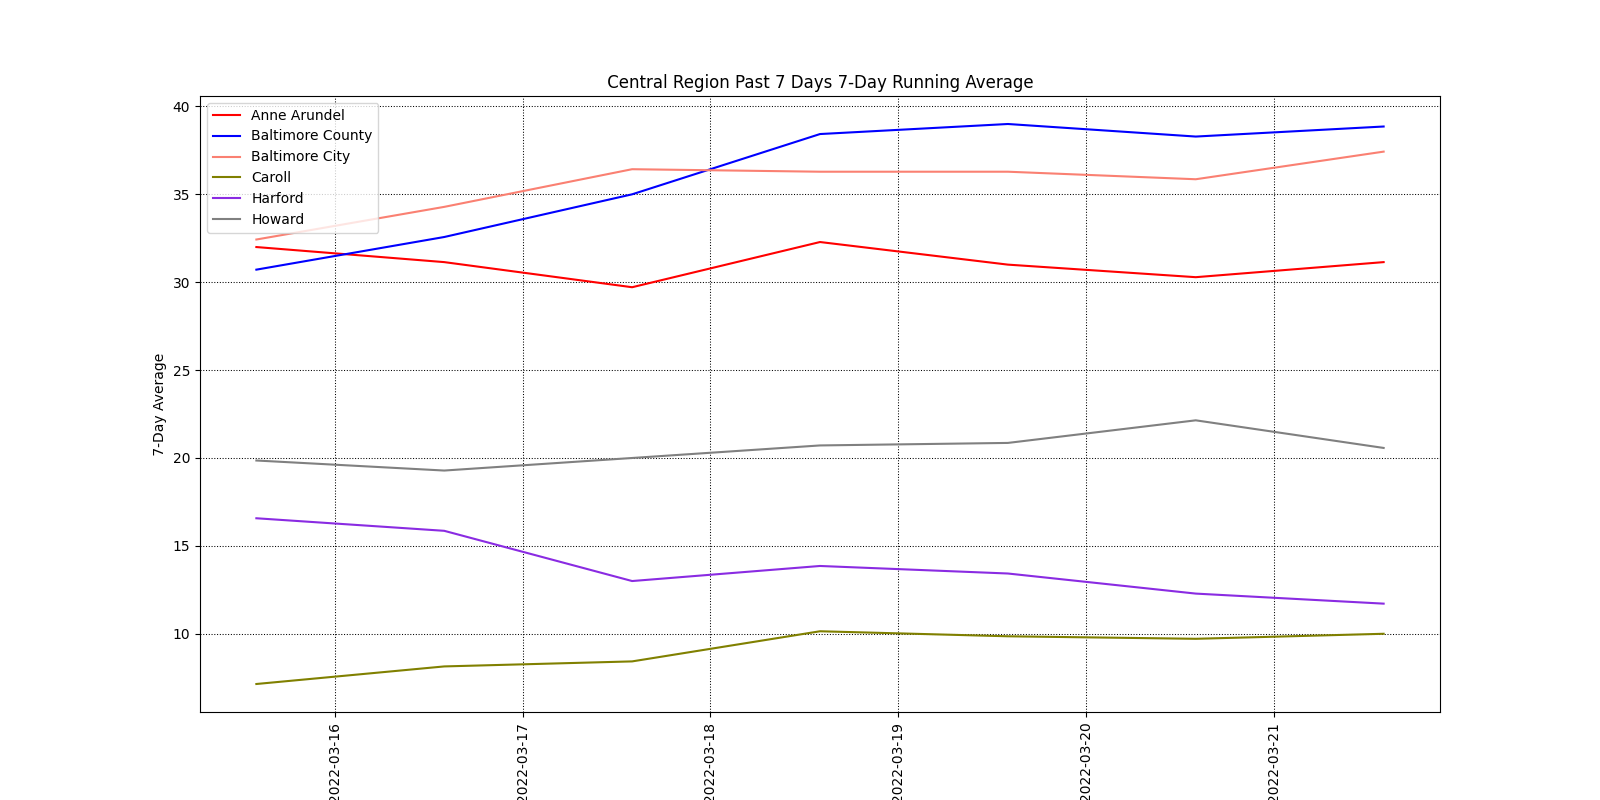 Central Region Past 7 Days 7-Day Running Average
Anne Arundel
Baltimore County
Baltimore City
Caroll
Harford
Howard
7-Day Average
40
35
30
25
20
15
10
2022-03-16
2022-03-17
2022-03-18
2022-03-19
2022-03-20
2022-03-21